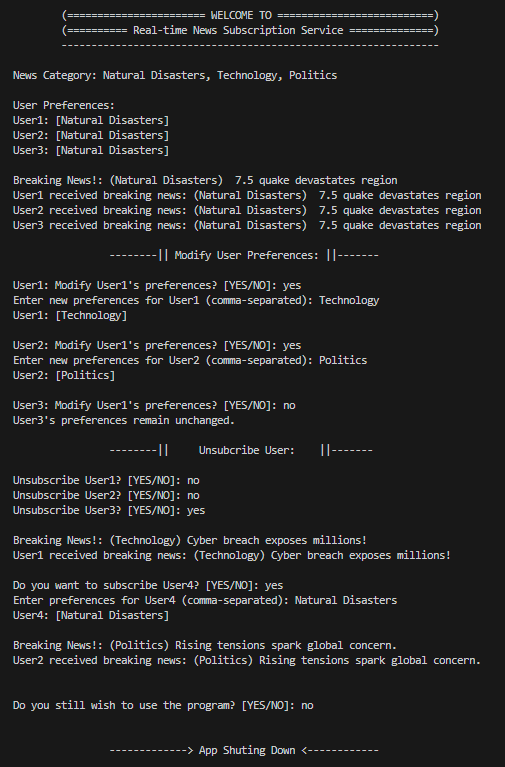 (======================= WELCOME TO ==========================)
(========== Real-time News Subscription Service ==============)
---------------------------------------------------------------
News Category: Natural Disasters, Technology, Politics
User Preferences:
User1: [Natural Disasters]
User2: [Natural Disasters]
User3: [Natural Disasters]
Breaking News!: (Natural Disasters)  7.5 quake devastates region
User1 received breaking news: (Natural Disasters)  7.5 quake devastates region
User2 received breaking news: (Natural Disasters)  7.5 quake devastates region
User3 received breaking news: (Natural Disasters)  7.5 quake devastates region
--------|| Modify User Preferences: ||-------
User1: Modify User1's preferences? [YES/NO]: yes
Enter new preferences for User1 (comma-separated): Technology
User1: [Technology]
User2: Modify User1's preferences? [YES/NO]: yes
Enter new preferences for User2 (comma-separated): Politics
User2: [Politics]
User3: Modify User1's preferences? [YES/NO]: no
User3's preferences remain unchanged.
--------||     Unsubcribe User:    ||-------
Unsubscribe User1? [YES/NO]: no
Unsubscribe User2? [YES/NO]: no
Unsubscribe User3? [YES/NO]: yes
Breaking News!: (Technology) Cyber breach exposes millions!
User1 received breaking news: (Technology) Cyber breach exposes millions!
Do you want to subscribe User4? [YES/NO]: yes
Enter preferences for User4 (comma-separated): Natural Disasters
User4: [Natural Disasters]
Breaking News!: (Politics) Rising tensions spark global concern.
User2 received breaking news: (Politics) Rising tensions spark global concern.
Do you still wish to use the program? [YES/NO]: no
-------------> App Shuting Down <------------